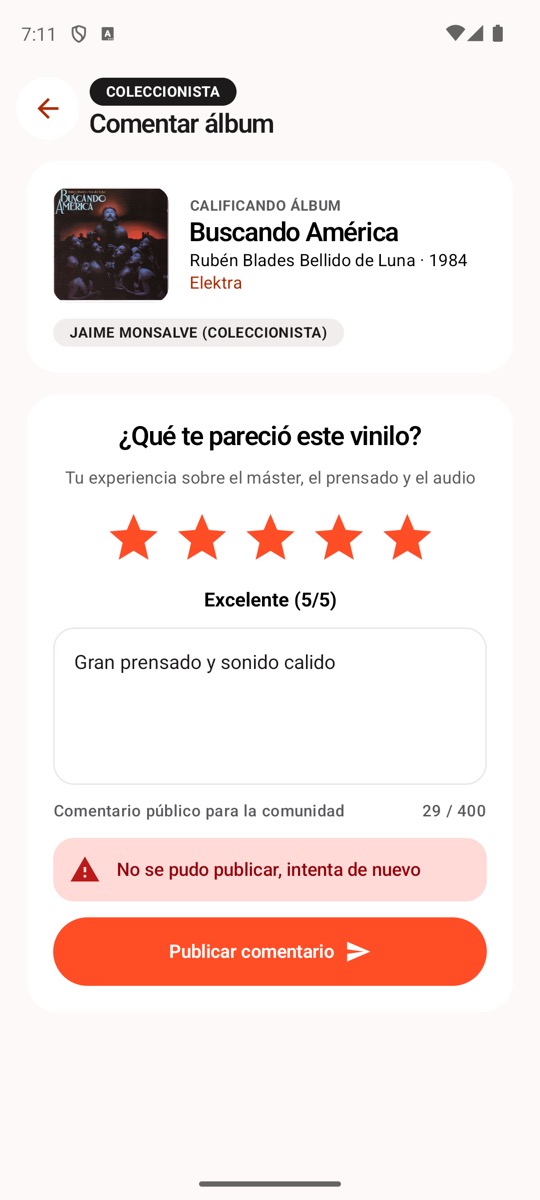 7:11
COLECCIONISTA
Comentar álbum
BUSCANDO
AMÉRICA
CALIFICANDO ÁLBUM
Buscando América
Rubén Blades Bellido de Luna · 1984
Elektra
JAIME MONSALVE (COLECCIONISTA)
¿Qué te pareció este vinilo?
Tu experiencia sobre el máster, el prensado y el audio
Excelente (5/5)
Gran prensado y sonido calido
Comentario público para la comunidad
29 / 400
No se pudo publicar, intenta de nuevo
Publicar comentario